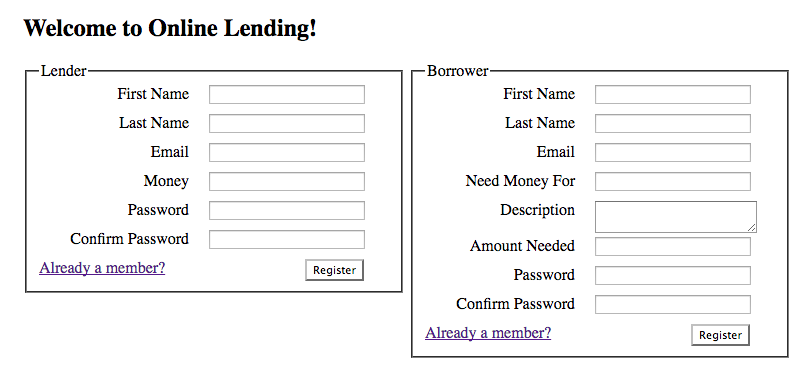 Welcome to Online Lending!
Lender
First Name
Last Name
Email
Money
Password
Confirm Password
Already a member?
Register
Borrower
First Name
Last Name
Email
Need Money For
Description
Amount Needed
Password
Confirm Password
Already a member?
Register